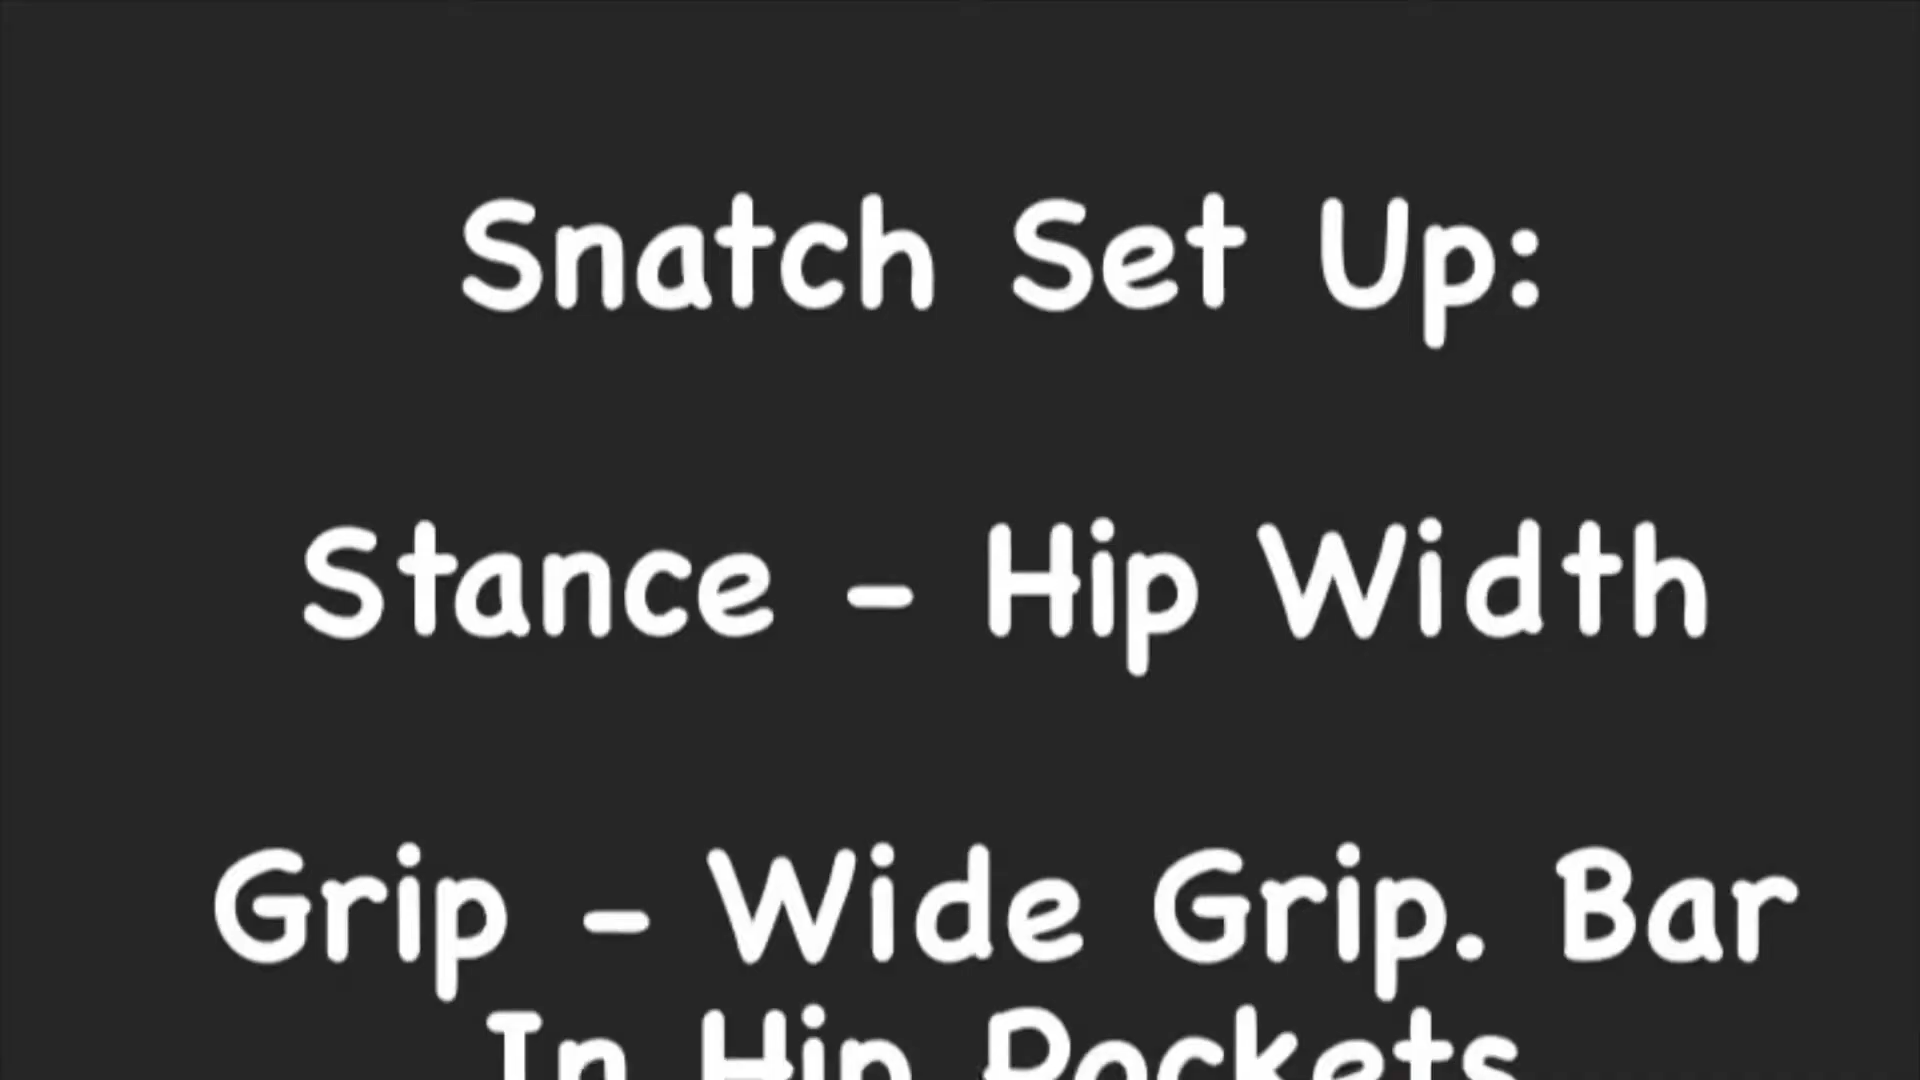 Snatch Set Up:
Stance - Hip Width
Grip - Wide Grip. Bar
In Hip Pockets